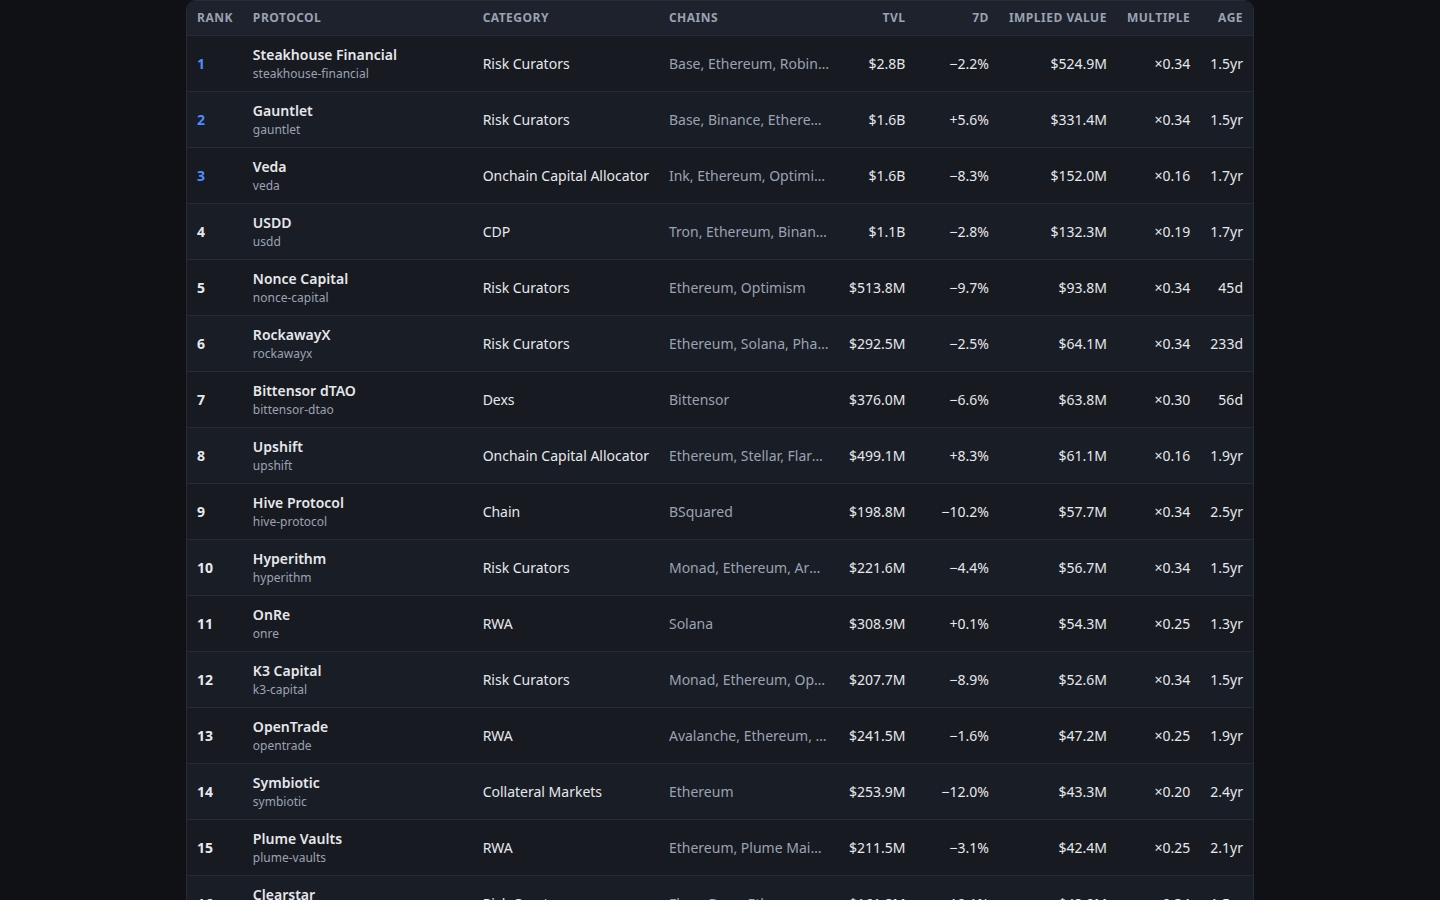 RANK PROTOCOL CATEGORY CHAINS TVL 7D IMPLIED VALUE MULTIPLE AGE
1 Steakhouse Financial Risk Curators Base, Ethereum, Robin... $2.8B −2.2% $524.9M ×0.34 1.5yr
steakhouse-financial
2 Gauntlet Risk Curators Base, Binance, Ethere... $1.6B +5.6% $331.4M ×0.34 1.5yr
gauntlet
3 Veda Onchain Capital Allocator Ink, Ethereum, Optimi... $1.6B −8.3% $152.0M ×0.16 1.7yr
veda
4 USDD CDP Tron, Ethereum, Binan... $1.1B −2.8% $132.3M ×0.19 1.7yr
usdd
5 Nonce Capital Risk Curators Ethereum, Optimism $513.8M −9.7% $93.8M ×0.34 45d
nonce-capital
6 RockawayX Risk Curators Ethereum, Solana, Pha... $292.5M −2.5% $64.1M ×0.34 233d
rockawayx
7 Bittensor dTAO Dexs Bittensor $376.0M −6.6% $63.8M ×0.30 56d
bittensor-dtao
8 Upshift Onchain Capital Allocator Ethereum, Stellar, Flar... $499.1M +8.3% $61.1M ×0.16 1.9yr
upshift
9 Hive Protocol Chain BSquared $198.8M −10.2% $57.7M ×0.34 2.5yr
hive-protocol
10 Hyperithm Risk Curators Monad, Ethereum, Ar... $221.6M −4.4% $56.7M ×0.34 1.5yr
hyperithm
11 OnRe RWA Solana $308.9M +0.1% $54.3M ×0.25 1.3yr
onre
12 K3 Capital Risk Curators Monad, Ethereum, Op... $207.7M −8.9% $52.6M ×0.34 1.5yr
k3-capital
13 OpenTrade RWA Avalanche, Ethereum, ... $241.5M −1.6% $47.2M ×0.25 1.9yr
opentrade
14 Symbiotic Collateral Markets Ethereum $253.9M −12.0% $43.3M ×0.20 2.4yr
symbiotic
15 Plume Vaults RWA Ethereum, Plume Mai... $211.5M −3.1% $42.4M ×0.25 2.1yr
plume-vaults
Clearstar